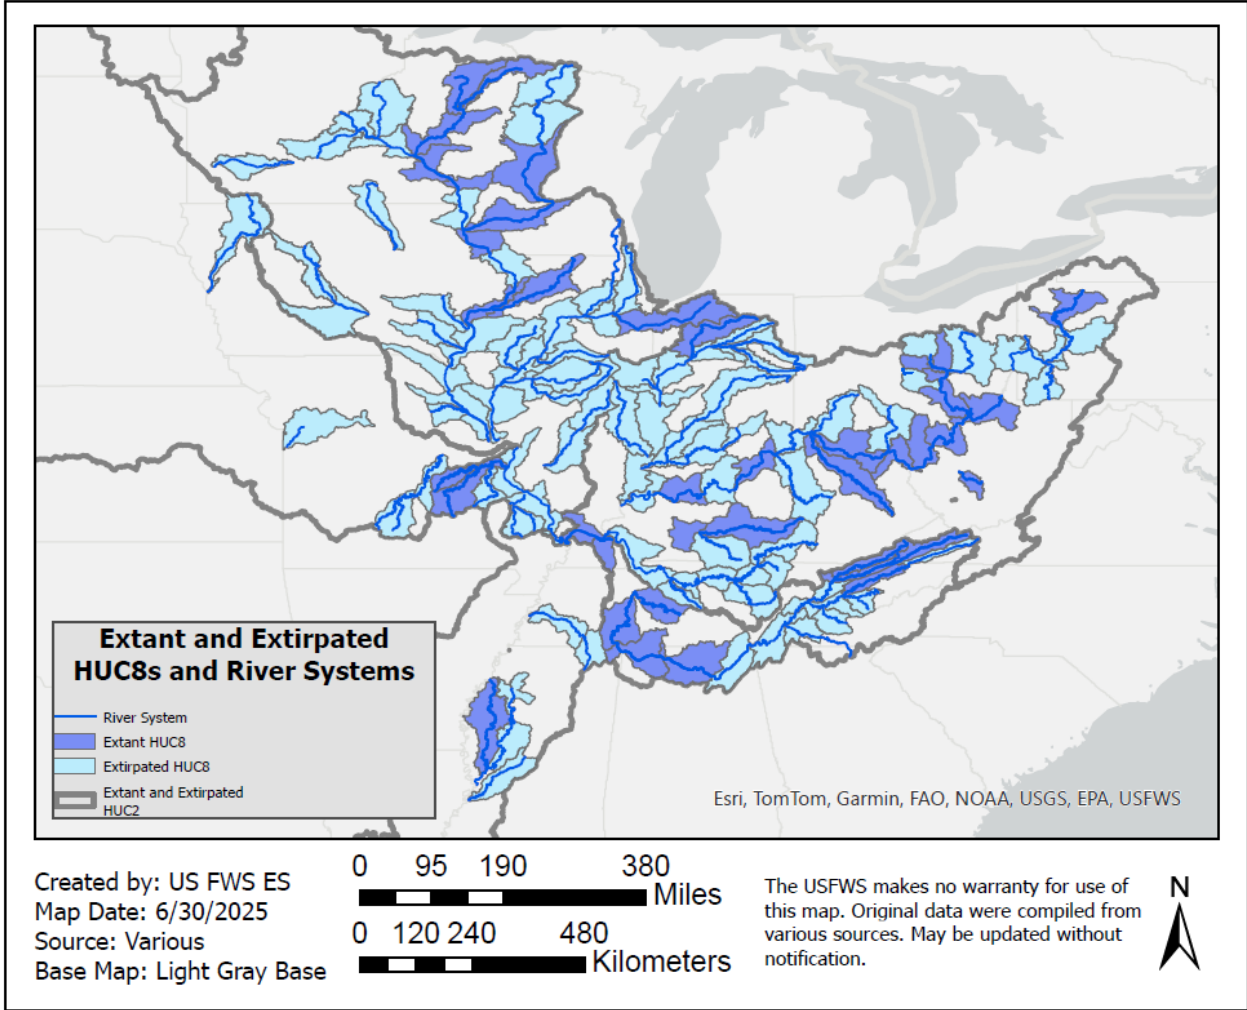 Extant and Extirpated
HUC8s and River Systems
River System
Extant HUC8
Extirpated HUC8
Extant and Extirpated
HUC2
Esri, TomTom, Garmin, FAO, NOAA, USGS, EPA, USFWS
Created by: US FWS ES
Map Date: 6/30/2025
Source: Various
Base Map: Light Gray Base
0 95 190 380
Miles
0 120 240 480
Kilometers
The USFWS makes no warranty for use of
this map. Original data were compiled from
various sources. May be updated without
notification.
N